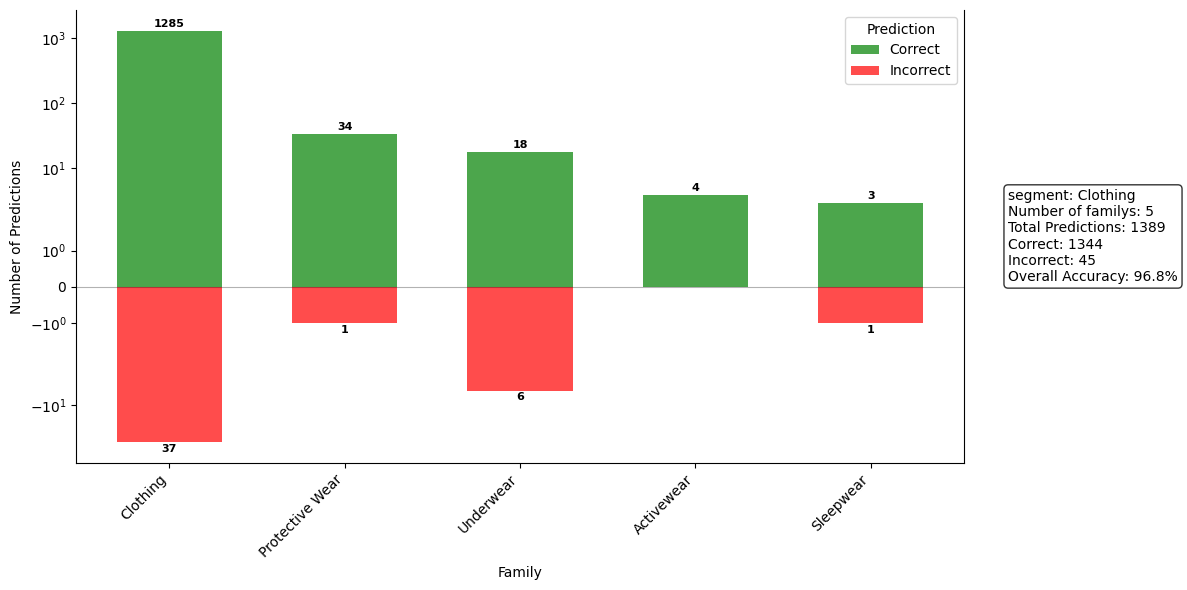 1285
34
18
4
3
37
1
6
1
10³
10²
10¹
10⁰
0
−10⁰
−10¹
Number of Predictions
Clothing
Protective Wear
Underwear
Activewear
Sleepwear
Family
Prediction
Correct
Incorrect
segment: Clothing
Number of familys: 5
Total Predictions: 1389
Correct: 1344
Incorrect: 45
Overall Accuracy: 96.8%